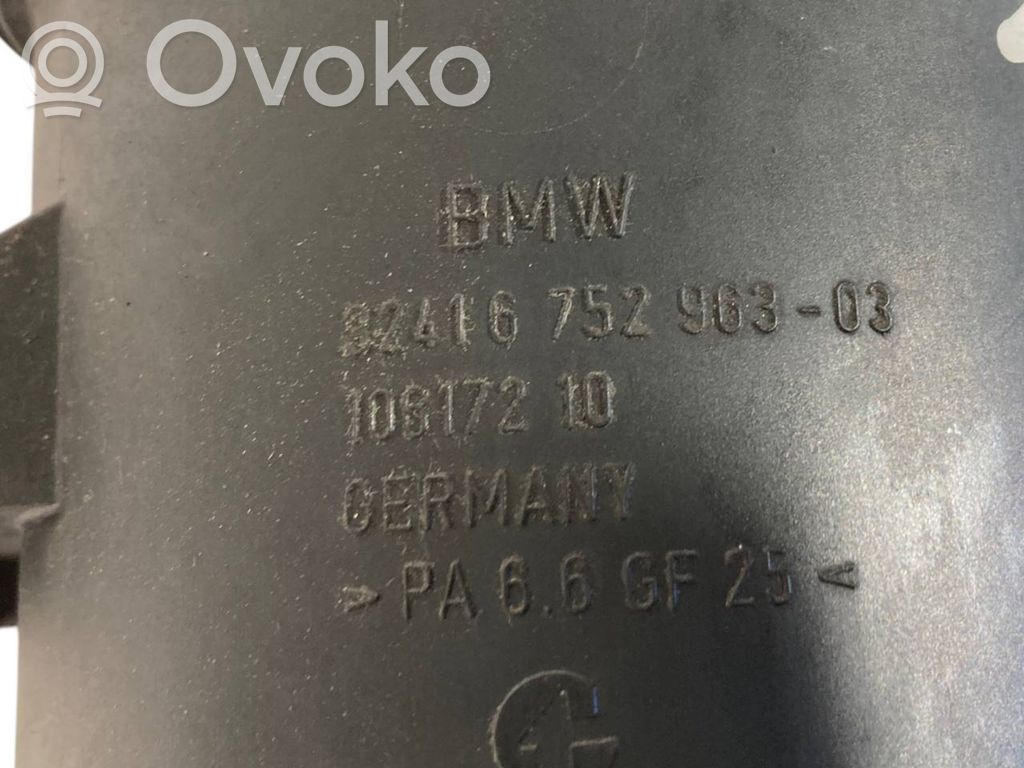 Ovoko
BMW
82416 752 963-03
106172 10
GERMANY
> PA 6.6 GF 25 <